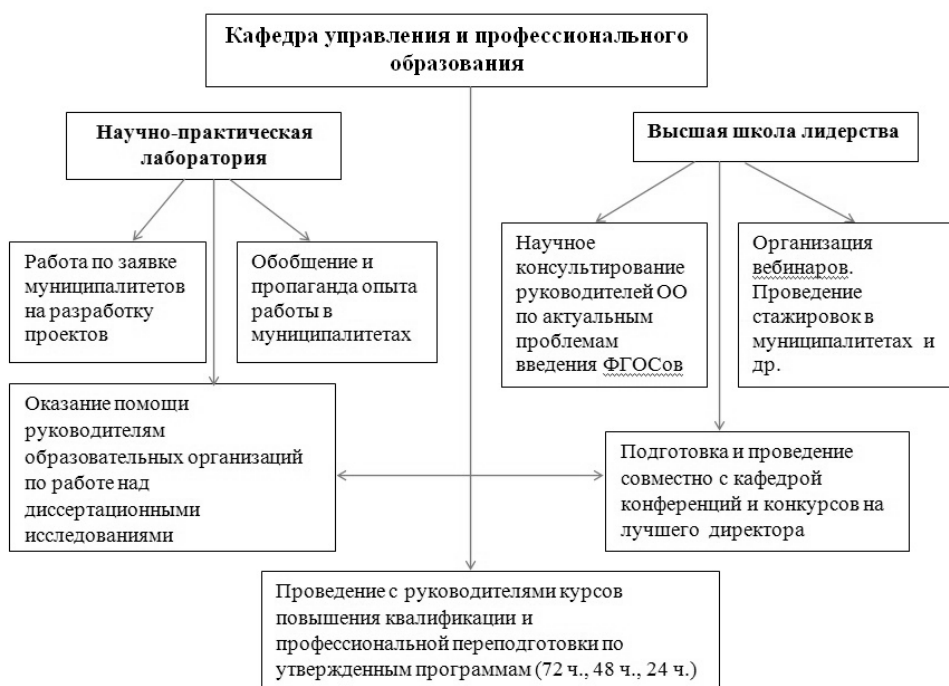 Кафедра управления и профессионального
образования
Научно-практическая
лаборатория
Высшая школа лидерства
Работа по заявке
муниципалитетов
на разработку
проектов
Обобщение и
пропаганда опыта
работы в
муниципалитетах
Научное
консультирование
руководителей ОО
по актуальным
проблемам
введения ФГОСов
Организация
вебинаров.
Проведение
стажировок в
муниципалитетах и
др.
Оказание помощи
руководителям
образовательных организаций
по работе над
диссертационными
исследованиями
Подготовка и проведение
совместно с кафедрой
конференций и конкурсов на
лучшего директора
Проведение с руководителями курсов
повышения квалификации и
профессиональной переподготовки по
утвержденным программам (72 ч., 48 ч., 24 ч.)